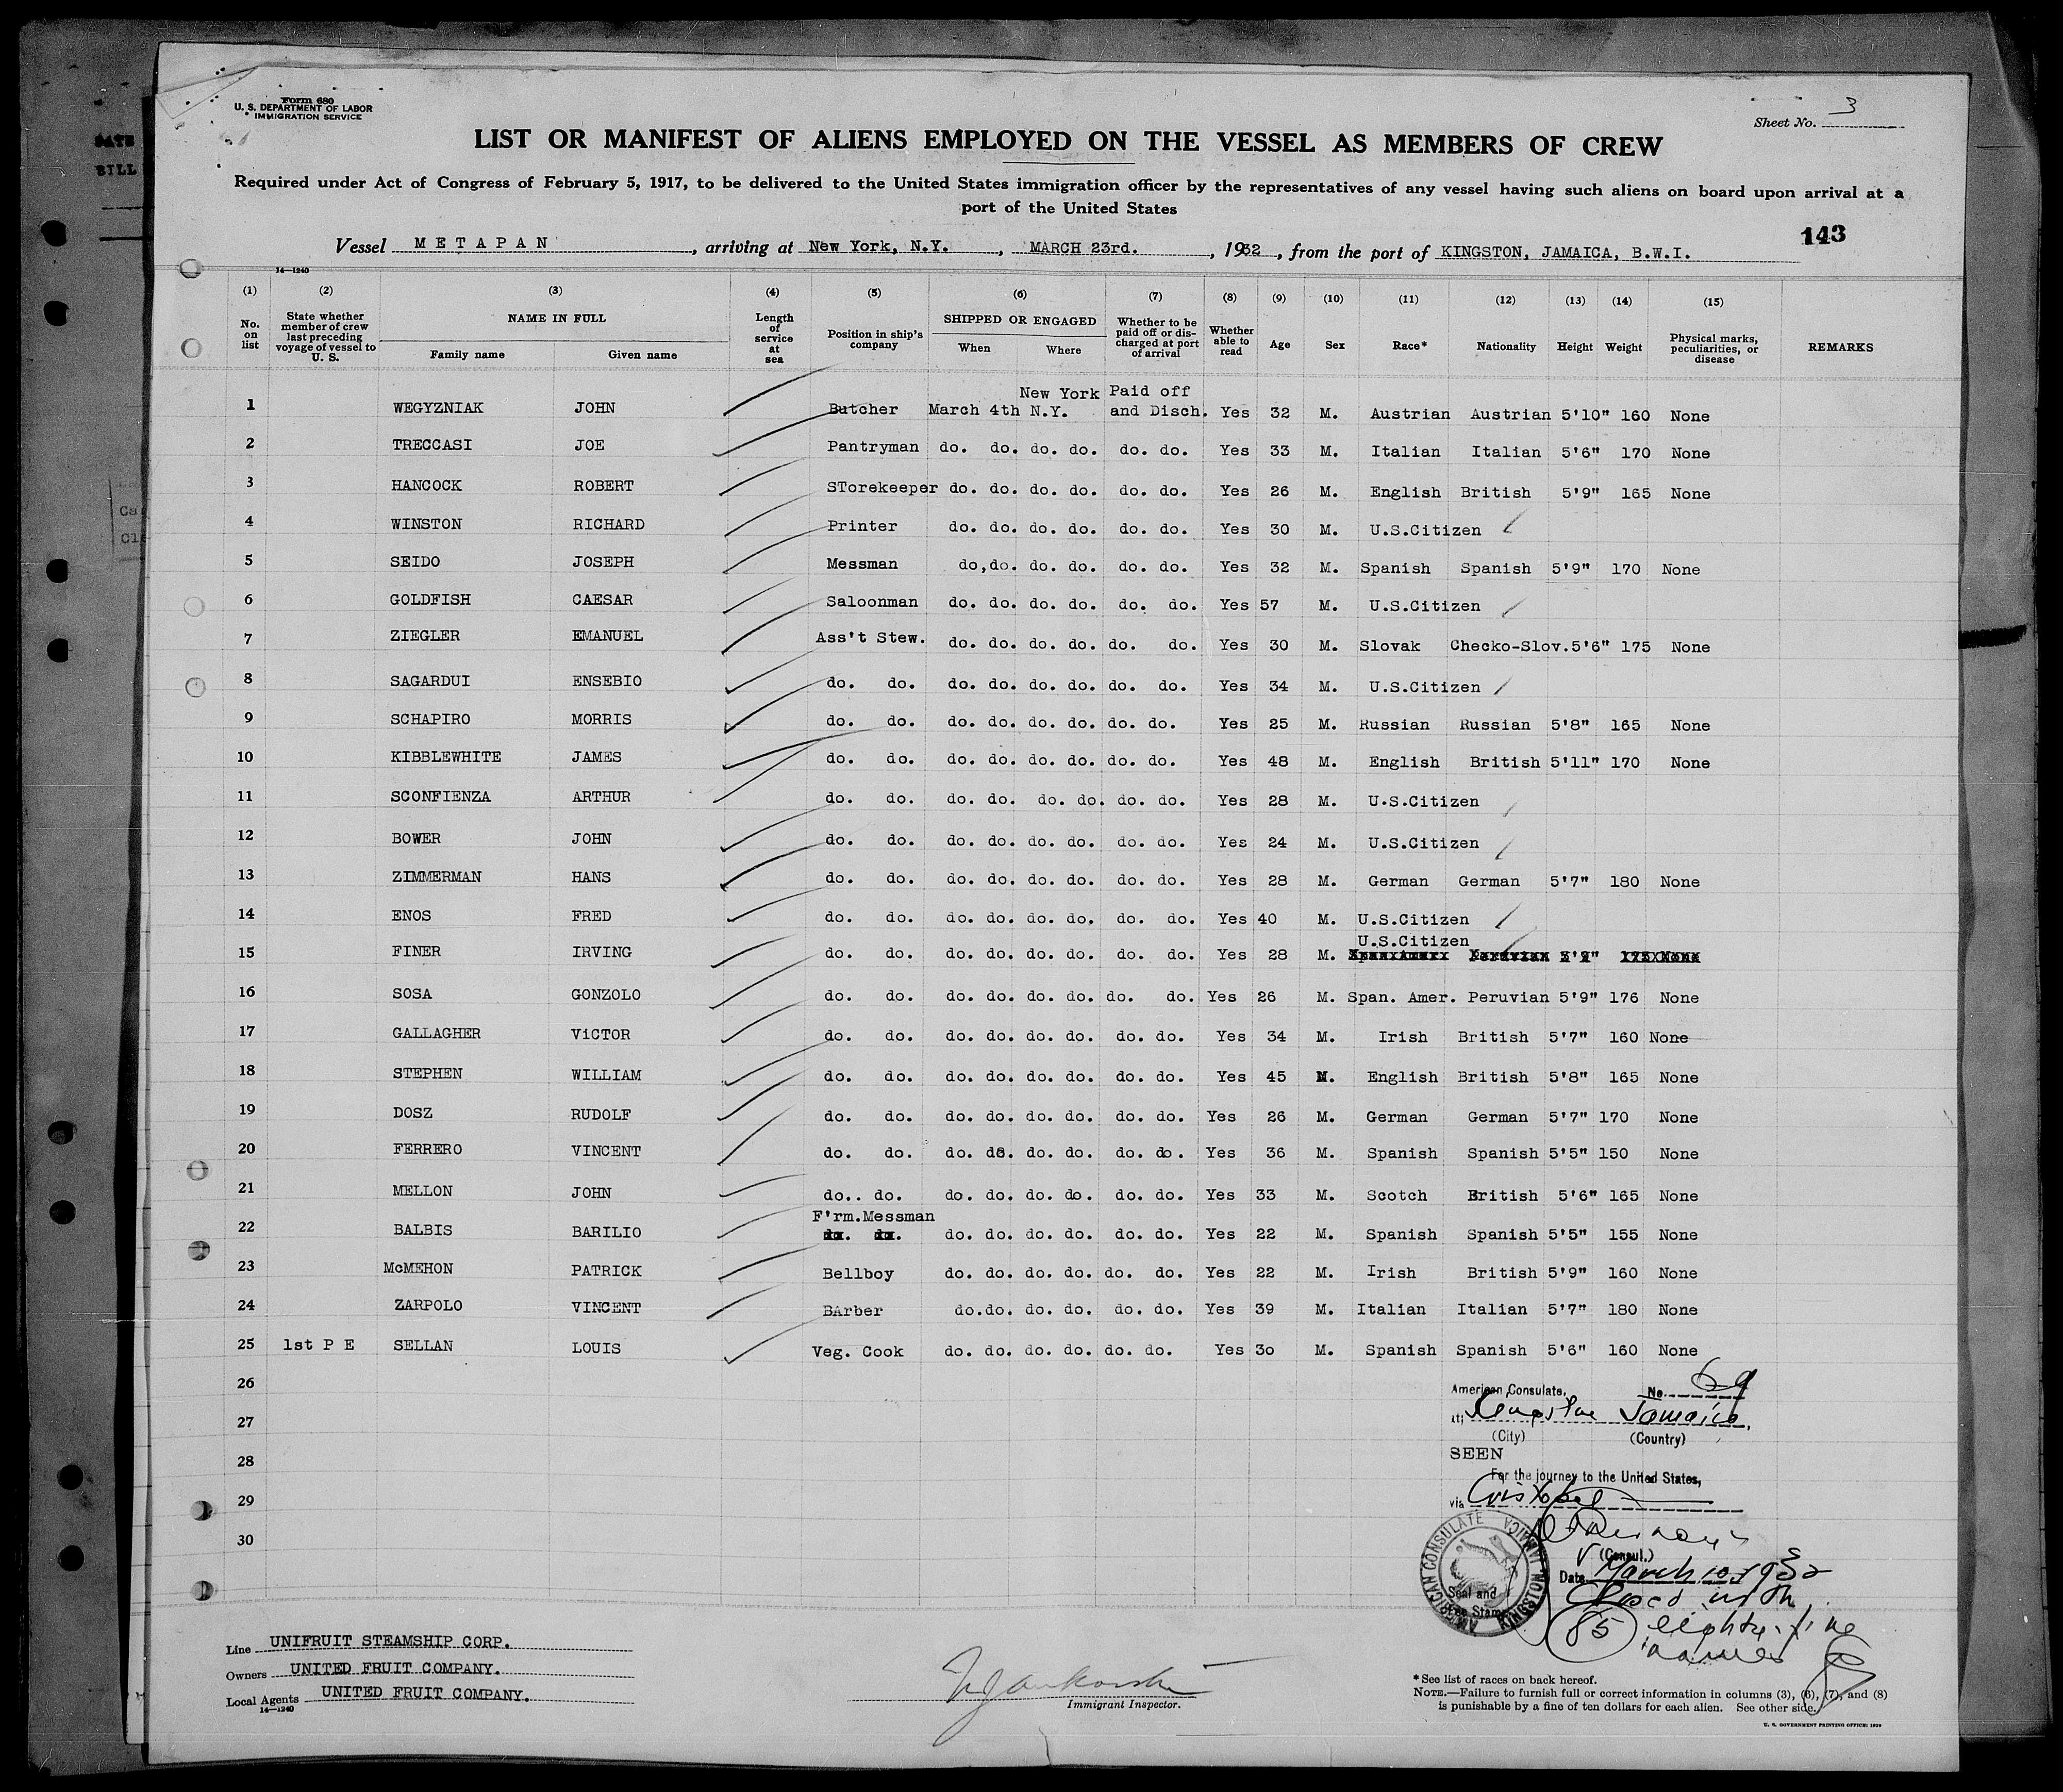 Form 680
U. S. DEPARTMENT OF LABOR
IMMIGRATION SERVICE
Sheet No. 3
LIST OR MANIFEST OF ALIENS EMPLOYED ON THE VESSEL AS MEMBERS OF CREW
Required under Act of Congress of February 5, 1917, to be delivered to the United States immigration officer by the representatives of any vessel having such aliens on board upon arrival at a
port of the United States
143
Vessel METAPAN, arriving at New York, N.Y., MARCH 23rd., 1932, from the port of KINGSTON, JAMAICA, B.W.I.
14—1240
(1) (2) (3) (4) (5) (6) (7) (8) (9) (10) (11) (12) (13) (14) (15)
No. on list State whether member of crew last preceding voyage of vessel to U. S. NAME IN FULL Family name Given name Length of service at sea Position in ship's company SHIPPED OR ENGAGED When Where Whether to be paid off or discharged at port of arrival Whether able to read Age Sex Race* Nationality Height Weight Physical marks, peculiarities, or disease REMARKS
New York Paid off
1 WEGYZNIAK JOHN Butcher March 4th N.Y. and Disch. Yes 32 M. Austrian Austrian 5'10" 160 None
2 TRECCASI JOE Pantryman do. do. do. do. do. do. Yes 33 M. Italian Italian 5'6" 170 None
3 HANCOCK ROBERT STorekeeper do. do. do. do. do. do. Yes 26 M. English British 5'9" 165 None
4 WINSTON RICHARD Printer do. do. do. do. do. do. Yes 30 M. U.S.Citizen
5 SEIDO JOSEPH Messman do,do. do. do. do. do. Yes 32 M. Spanish Spanish 5'9" 170 None
6 GOLDFISH CAESAR Saloonman do. do. do. do. do. do. Yes 57 M. U.S.Citizen
7 ZIEGLER EMANUEL Ass't Stew. do. do. do. do. do. do. Yes 30 M. Slovak Checko-Slov. 5'6" 175 None
8 SAGARDUI ENSEBIO do. do. do. do. do. do. do. do. Yes 34 M. U.S.Citizen
9 SCHAPIRO MORRIS do. do. do. do. do. do. do. do. Yes 25 M. Russian Russian 5'8" 165 None
10 KIBBLEWHITE JAMES do. do. do. do. do. do. do. do. Yes 48 M. English British 5'11" 170 None
11 SCONFIENZA ARTHUR do. do. do. do. do. do. do. do. Yes 28 M. U.S.Citizen
12 BOWER JOHN do. do. do. do. do. do. do. do. Yes 24 M. U.S.Citizen
13 ZIMMERMAN HANS do. do. do. do. do. do. do. do. Yes 28 M. German German 5'7" 180 None
14 ENOS FRED do. do. do. do. do. do. do. do. Yes 40 M. U.S.Citizen
U.S.Citizen
15 FINER IRVING do. do. do. do. do. do. do. do. Yes 28 M.
16 SOSA GONZOLO do. do. do. do. do. do. do. do. Yes 26 M. Span. Amer. Peruvian 5'9" 176 None
17 GALLAGHER ViCTOR do. do. do. do. do. do. do. do. Yes 34 M. Irish British 5'7" 160 None
18 STEPHEN WILLIAM do. do. do. do. do. do. do. do. Yes 45 M. English British 5'8" 165 None
19 DOSZ RUDOLF do. do. do. do. do. do. do. do. Yes 26 M. German German 5'7" 170 None
20 FERRERO VINCENT do. do. do. do. do. do. do. do. Yes 36 M. Spanish Spanish 5'5" 150 None
21 MELLON JOHN do.. do. do. do. do. do. do. do. Yes 33 M. Scotch British 5'6" 165 None
F'rm.Messman
22 BALBIS BARILIO do. do. do. do. do. do. do. do. Yes 22 M. Spanish Spanish 5'5" 155 None
23 McMEHON PATRICK Bellboy do. do. do. do. do. do. Yes 22 M. Irish British 5'9" 160 None
24 ZARPOLO VINCENT BArber do.do. do. do. do. do. Yes 39 M. Italian Italian 5'7" 180 None
25 1st P E SELLAN LOUIS Veg. Cook do. do. do. do. do. do. Yes 3o M. Spanish Spanish 5'6" 160 None
26
27
28
29
30
American Consulate, No. 69
at Kingston Jamaica,
(City) (Country)
SEEN
For the journey to the United States,
via Cristobal
(Consul.)
Date March 10, 1932
Closed with
(85) eighty-five
names
AMERICAN CONSULATE KINGSTON, JAMAICA
Seal and
Fee Stamp
Line UNIFRUIT STEAMSHIP CORP.
Owners UNITED FRUIT COMPANY.
Local Agents UNITED FRUIT COMPANY.
14—1240
Immigrant Inspector.
*See list of races on back hereof.
NOTE.—Failure to furnish full or correct information in columns (3), (6), (7), and (8)
is punishable by a fine of ten dollars for each alien. See other side.
U. S. GOVERNMENT PRINTING OFFICE: 1929